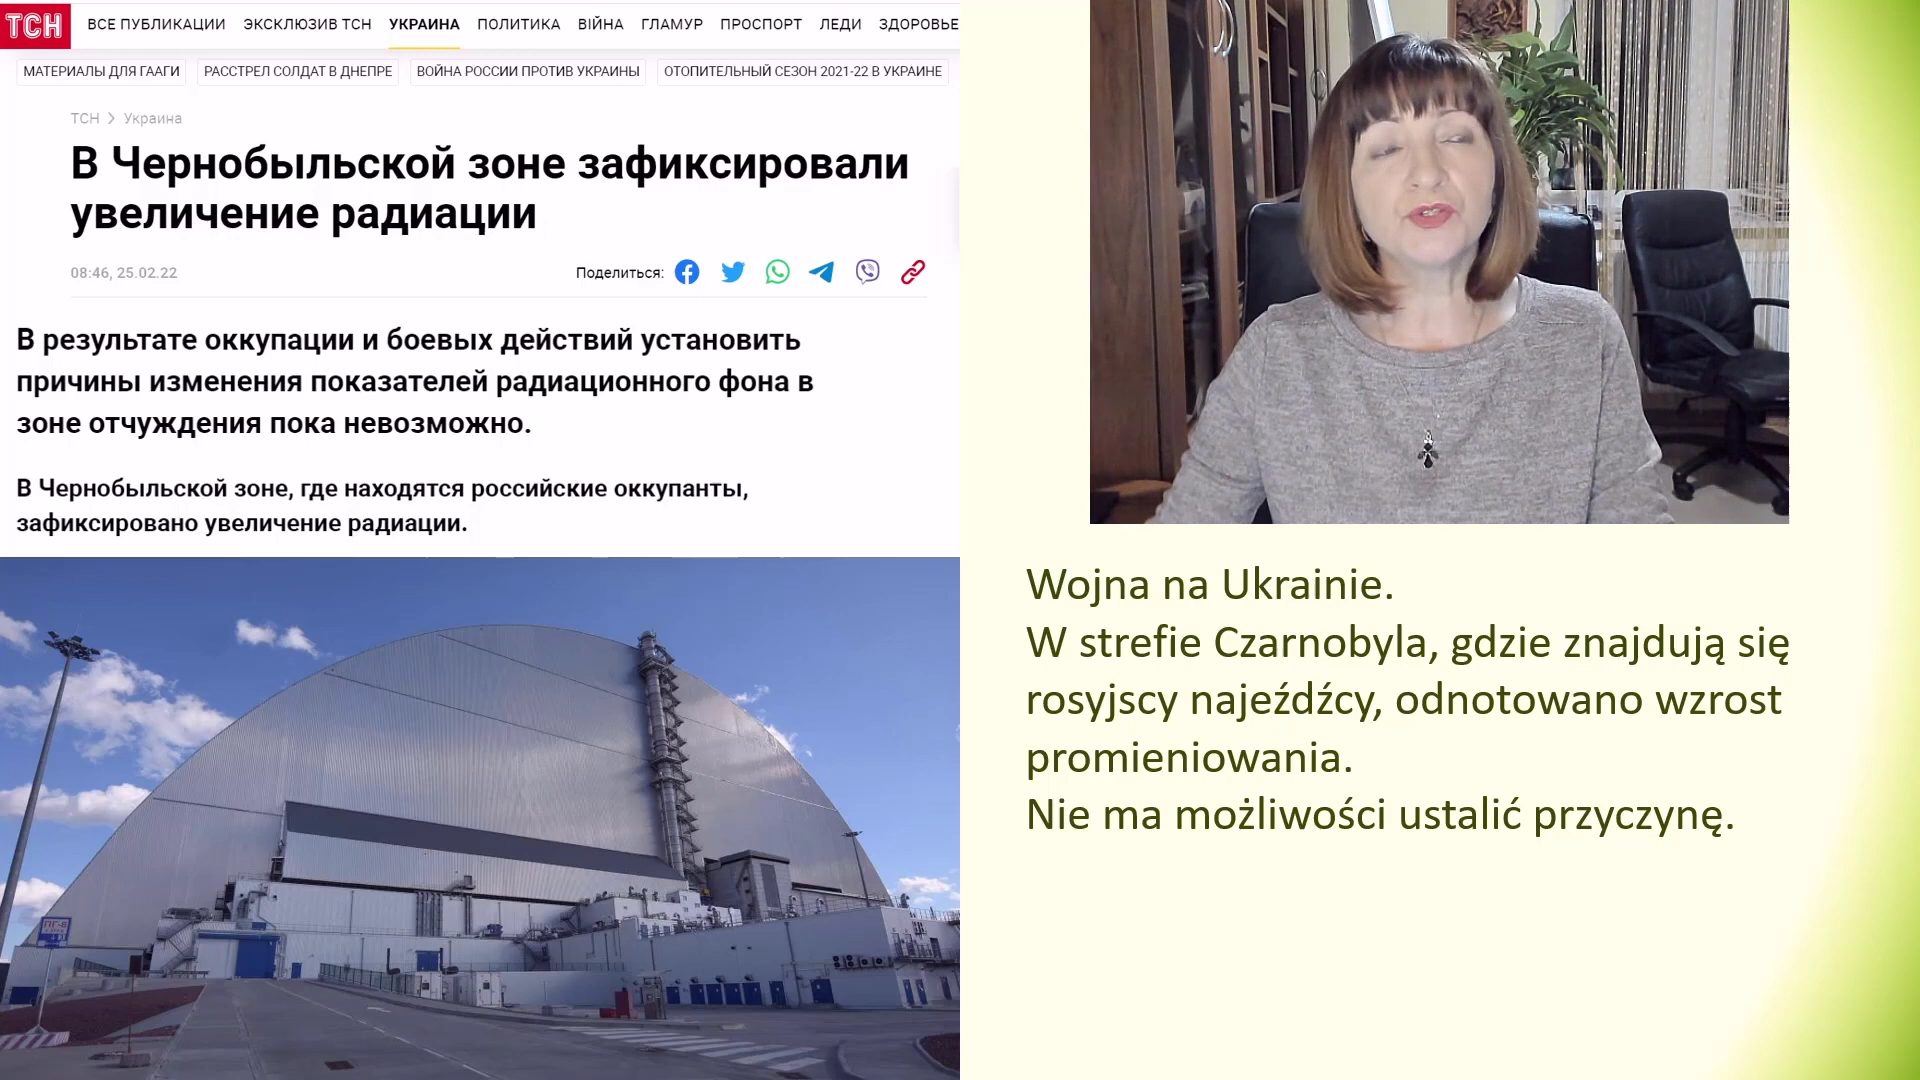 ТСН
ВСЕ ПУБЛИКАЦИИ ЭКСКЛЮЗИВ ТСН УКРАИНА ПОЛИТИКА ВІЙНА ГЛАМУР ПРОСПОРТ ЛЕДИ ЗДОРОВЬЕ
МАТЕРИАЛЫ ДЛЯ ГААГИ РАССТРЕЛ СОЛДАТ В ДНЕПРЕ ВОЙНА РОССИИ ПРОТИВ УКРАИНЫ ОТОПИТЕЛЬНЫЙ СЕЗОН 2021-22 В УКРАИНЕ
ТСН > Украина
В Чернобыльской зоне зафиксировали
увеличение радиации
08:46, 25.02.22
Поделиться:
В результате оккупации и боевых действий установить
причины изменения показателей радиационного фона в
зоне отчуждения пока невозможно.
В Чернобыльской зоне, где находятся российские оккупанты,
зафиксировано увеличение радиации.
ПГ-8
Wojna na Ukrainie.
W strefie Czarnobyla, gdzie znajdują się
rosyjscy najeźdźcy, odnotowano wzrost
promieniowania.
Nie ma możliwości ustalić przyczynę.